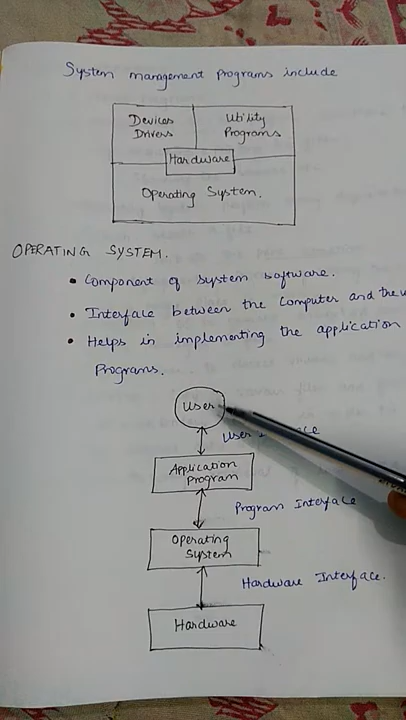 System management programs include
Devices Drivers
Utility Programs
Hardware
Operating System.
OPERATING SYSTEM.
• Component of system software.
• Interface between the Computer and the
• Helps in implementing the application
Programs.
User
User
Application
Program
Program Interface
Operating
System
Hardware Interface.
Hardware